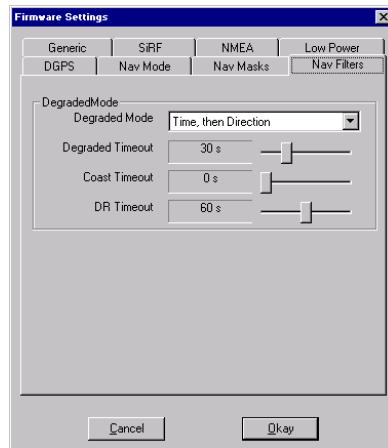 Firmware Settings
Generic SiRF NMEA Low Power
DGPS Nav Mode Nav Masks Nav Filters
DegradedMode
Degraded Mode Time, then Direction
Degraded Timeout 30 s
Coast Timeout 0 s
DR Timeout 60 s
Cancel Okay